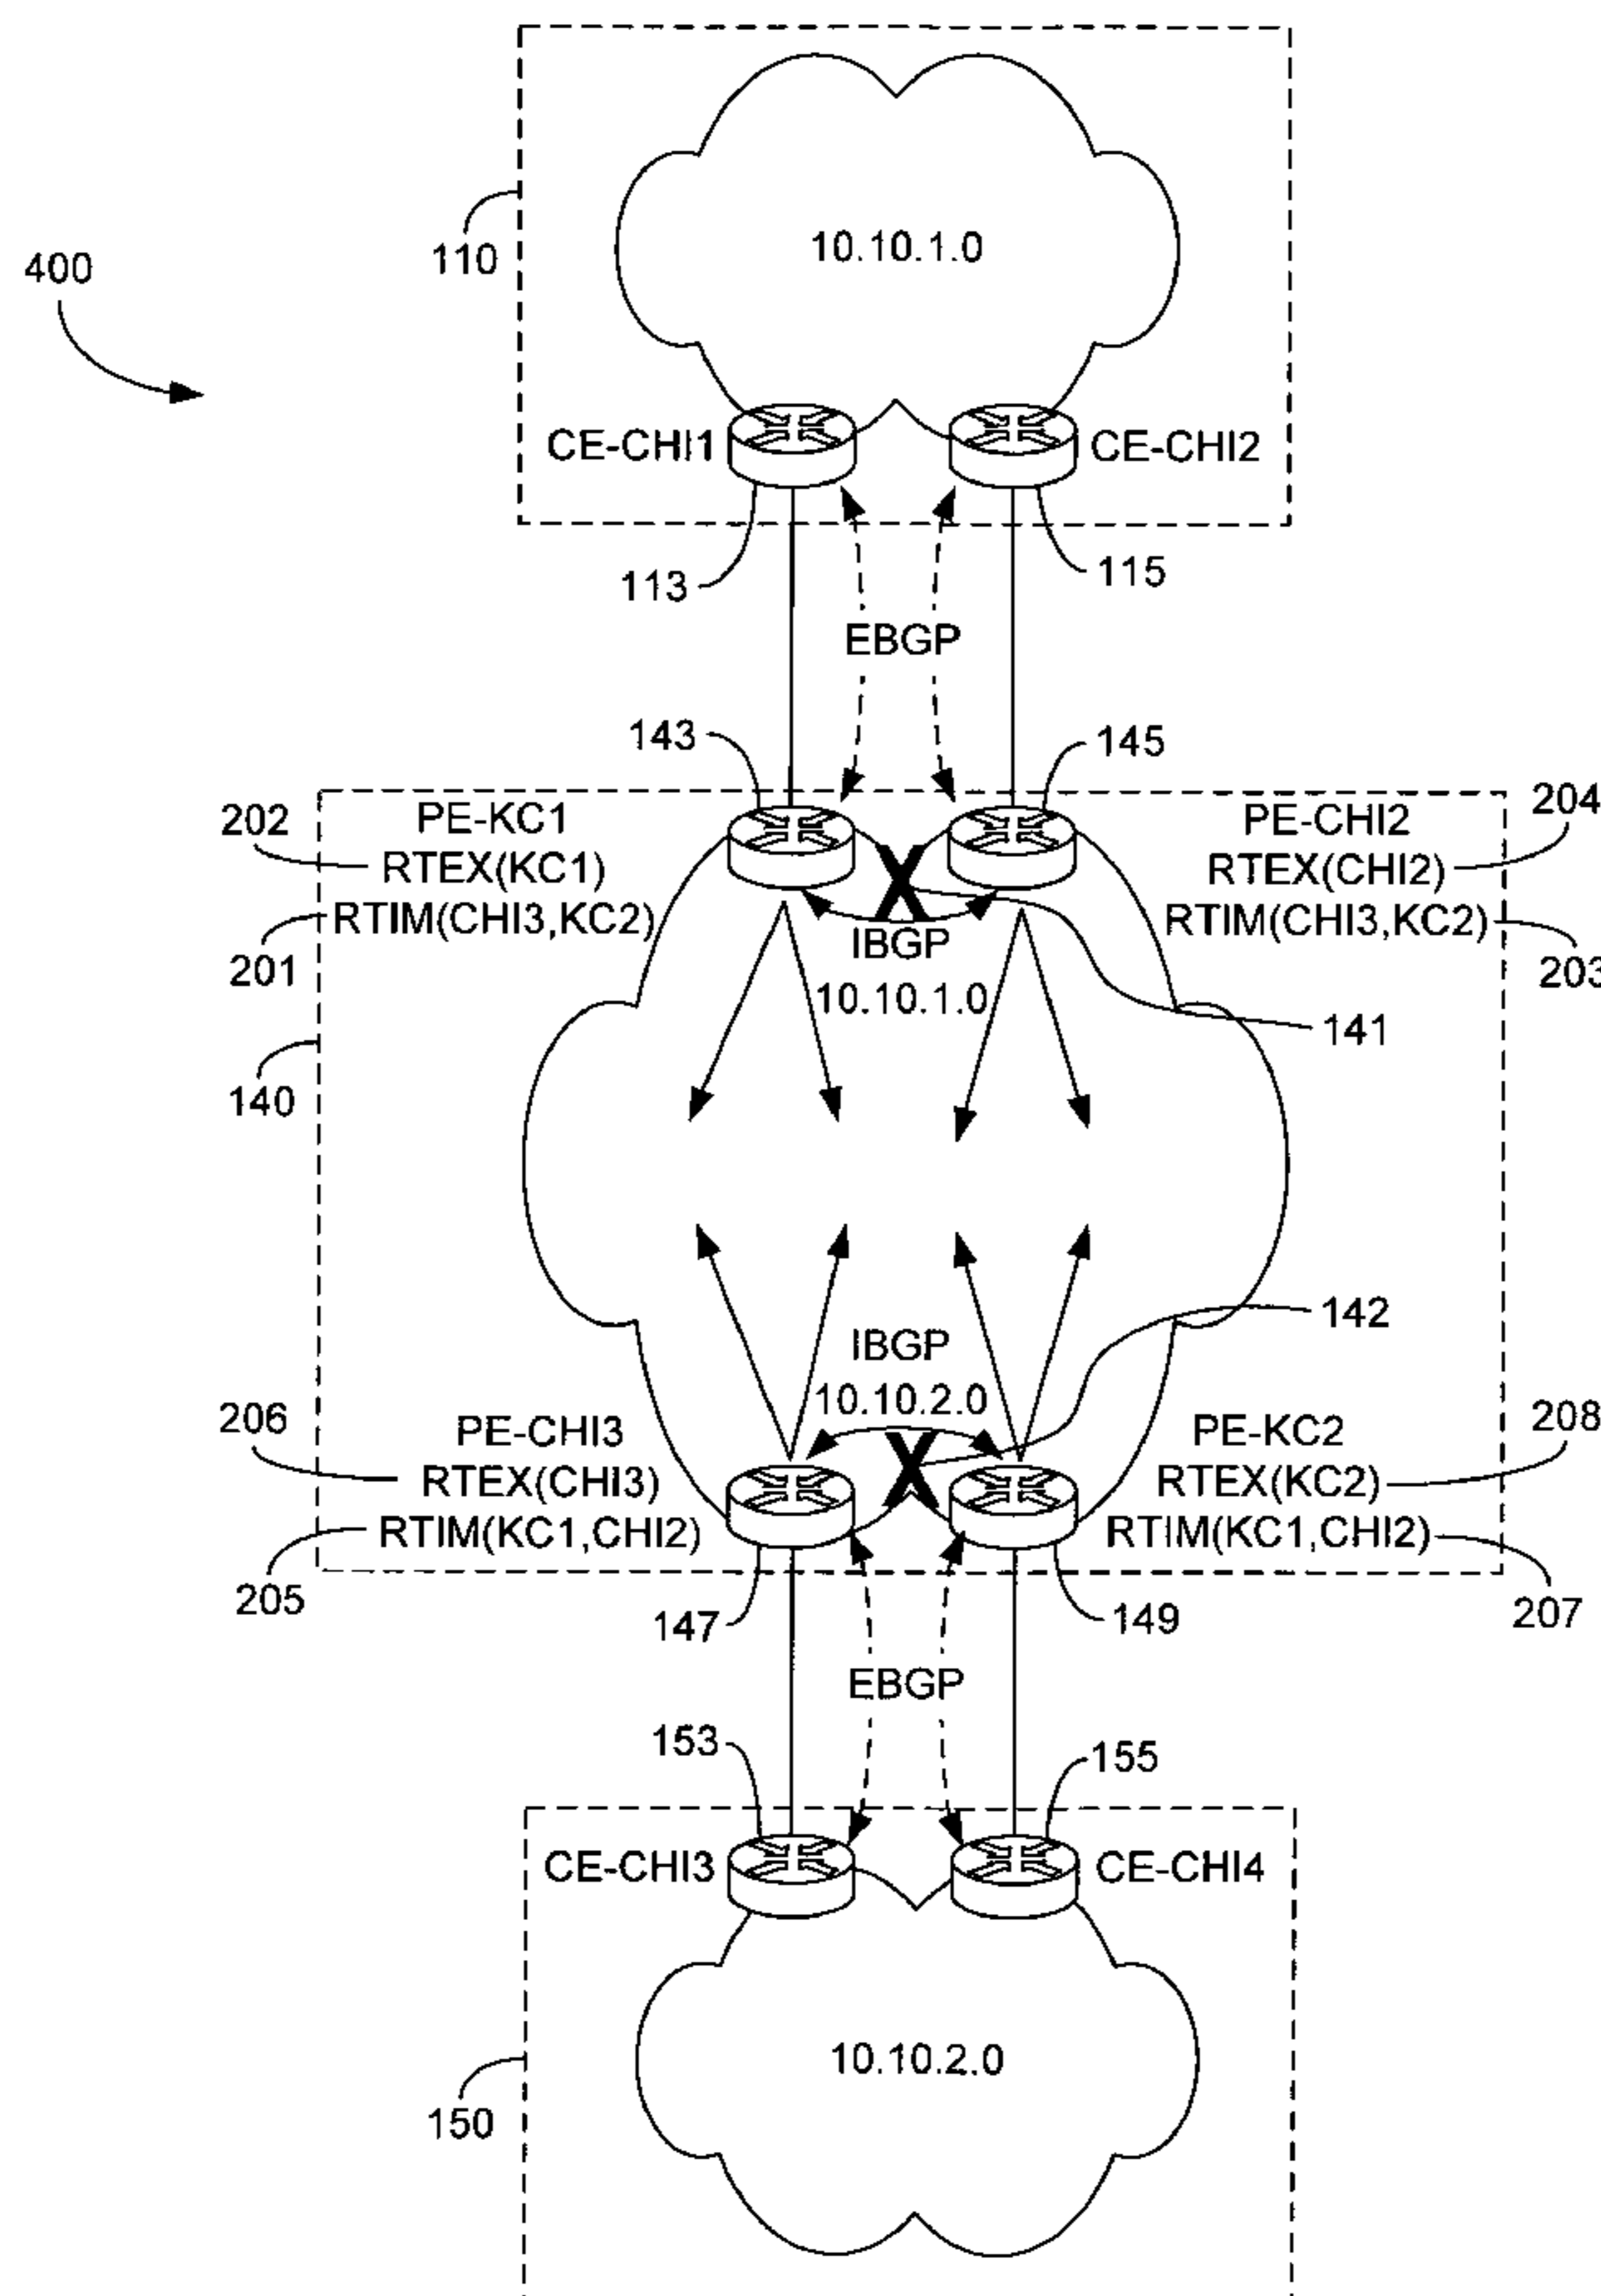 10.10.1.0
110
400
CE-CHI1
CE-CHI2
113
115
EBGP
143
145
202
PE-KC1
RTEX(KC1)
RTIM(CHI3,KC2)
201
PE-CHI2
204
RTEX(CHI2)
RTIM(CHI3,KC2)
203
IBGP
10.10.1.0
141
140
142
IBGP
10.10.2.0
206
PE-CHI3
RTEX(CHI3)
RTIM(KC1,CHI2)
205
PE-KC2
208
RTEX(KC2)
RTIM(KC1,CHI2)
207
147
149
EBGP
153
155
CE-CHI3
CE-CHI4
10.10.2.0
150